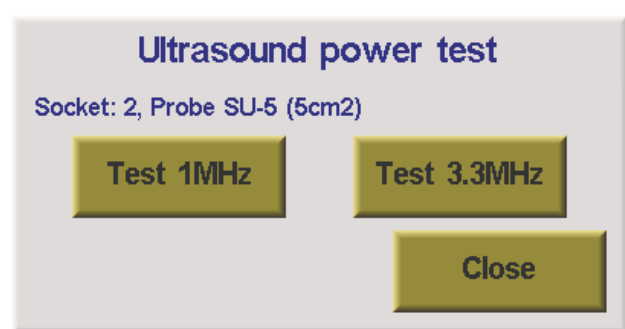 Ultrasound power test
Socket: 2, Probe SU-5 (5cm2)
Test 1MHz
Test 3.3MHz
Close